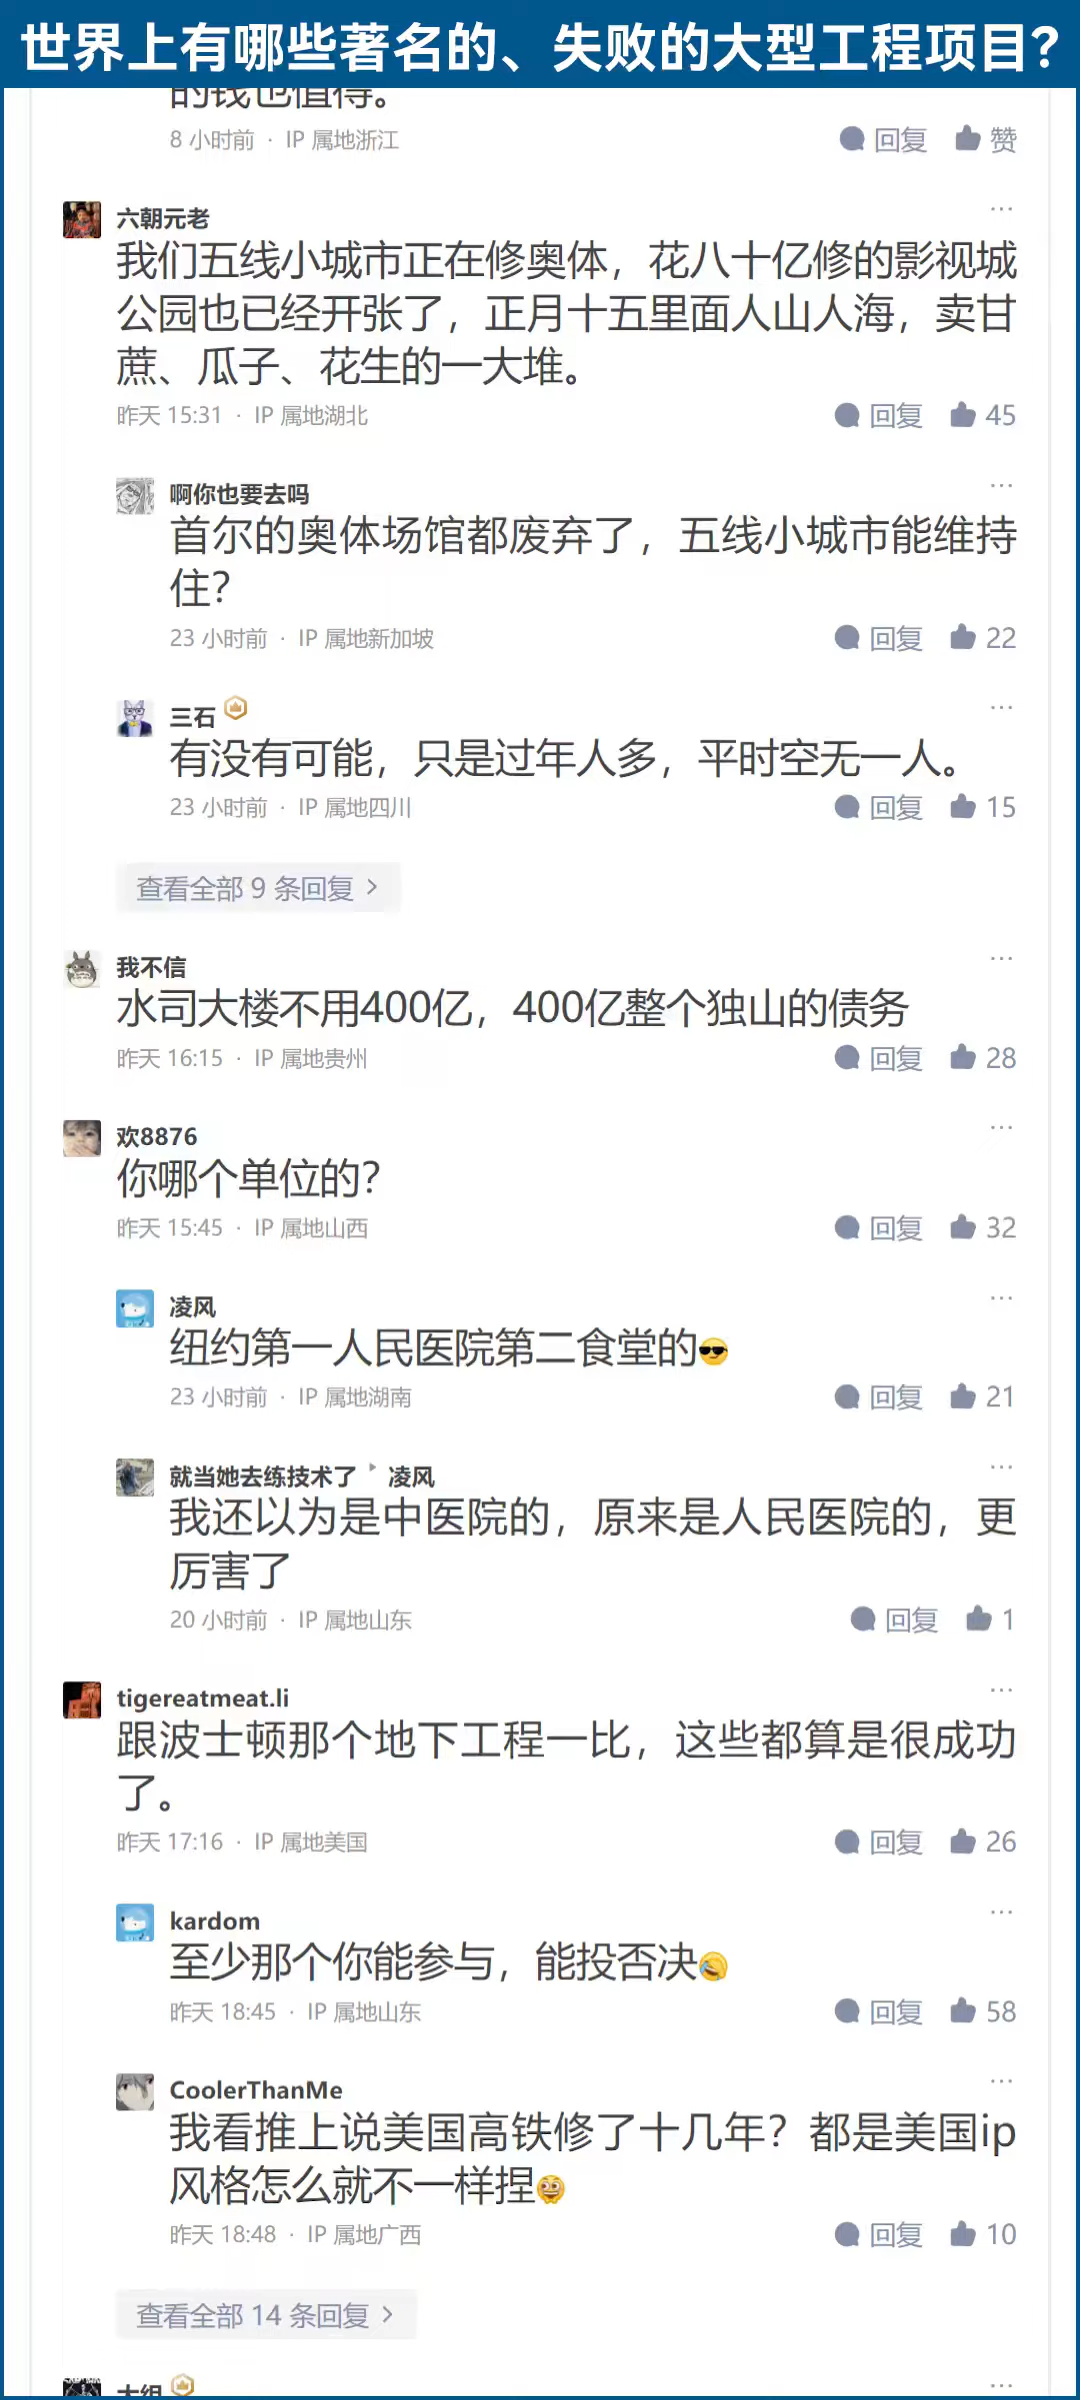 世界上有哪些著名的、失败的大型工程项目?
的钱也值得。
8 小时前 · IP 属地浙江
回复 赞
六朝元老
我们五线小城市正在修奥体，花八十亿修的影视城
公园也已经开张了，正月十五里面人山人海，卖甘
蔗、瓜子、花生的一大堆。
昨天 15:31 · IP 属地湖北
回复 45
啊你也要去吗
首尔的奥体场馆都废弃了，五线小城市能维持
住？
23 小时前 · IP 属地新加坡
回复 22
三石
有没有可能，只是过年人多，平时空无一人。
23 小时前 · IP 属地四川
回复 15
查看全部 9 条回复 >
我不信
水司大楼不用400亿，400亿整个独山的债务
昨天 16:15 · IP 属地贵州
回复 28
欢8876
你哪个单位的？
昨天 15:45 · IP 属地山西
回复 32
凌风
纽约第一人民医院第二食堂的😎
23 小时前 · IP 属地湖南
回复 21
就当她去练技术了 ▸ 凌风
我还以为是中医院的，原来是人民医院的，更
厉害了
20 小时前 · IP 属地山东
回复 1
tigereatmeat.li
跟波士顿那个地下工程一比，这些都算是很成功
了。
昨天 17:16 · IP 属地美国
回复 26
kardom
至少那个你能参与，能投否决🤣
昨天 18:45 · IP 属地山东
回复 58
CoolerThanMe
我看推上说美国高铁修了十几年？都是美国ip
风格怎么就不一样捏
昨天 18:48 · IP 属地广西
回复 10
查看全部 14 条回复 >